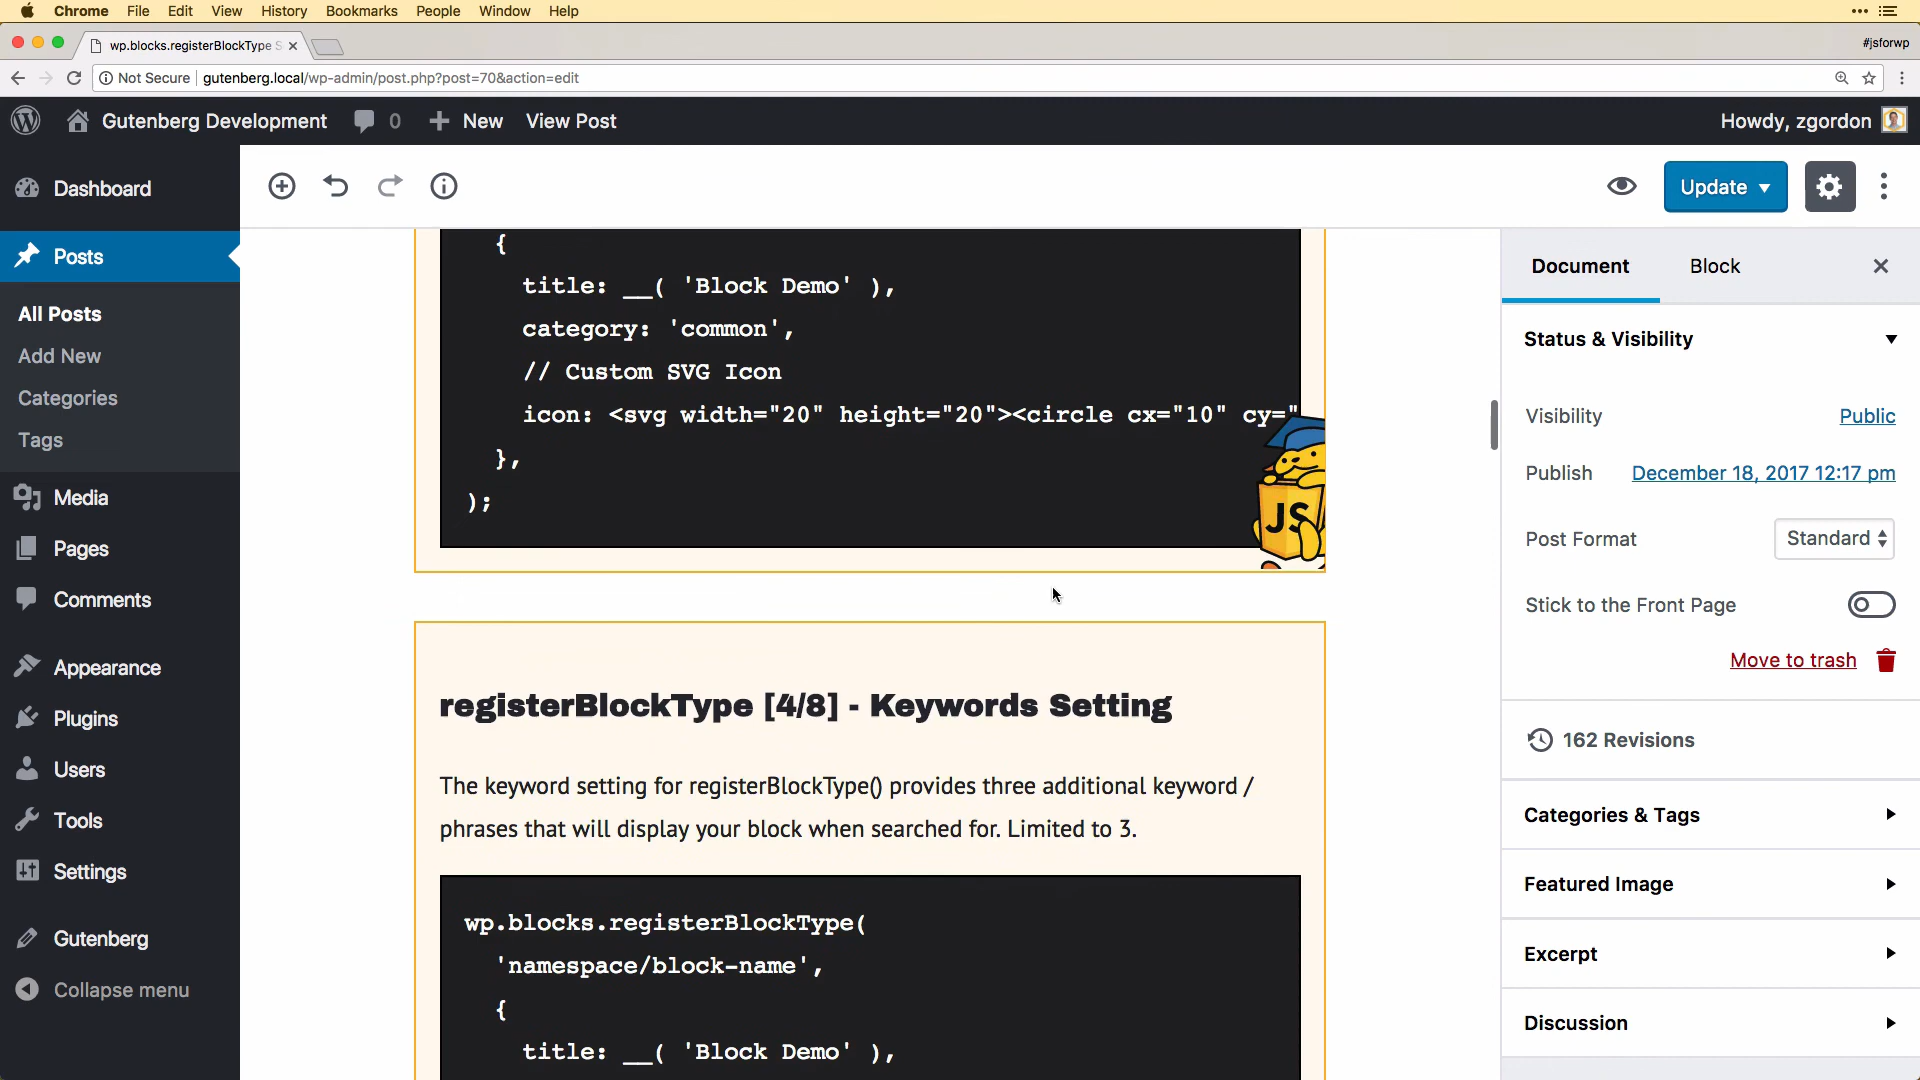 Chrome File Edit View History Bookmarks People Window Help
wp.blocks.registerBlockType
#jsforwp
Not Secure gutenberg.local/wp-admin/post.php?post=70&action=edit
Gutenberg Development 0 New View Post Howdy, zgordon
Dashboard
Posts
All Posts
Add New
Categories
Tags
Media
Pages
Comments
Appearance
Plugins
Users
Tools
Settings
Gutenberg
Collapse menu
Update
{
title: __( 'Block Demo' ),
category: 'common',
// Custom SVG Icon
icon: <svg width="20" height="20"><circle cx="10" cy="
},
);
JS
registerBlockType [4/8] - Keywords Setting
The keyword setting for registerBlockType() provides three additional keyword /
phrases that will display your block when searched for. Limited to 3.
wp.blocks.registerBlockType(
'namespace/block-name',
{
title: __( 'Block Demo' ),
Document Block
Status & Visibility
Visibility Public
Publish December 18, 2017 12:17 pm
Post Format Standard
Stick to the Front Page
Move to trash
162 Revisions
Categories & Tags
Featured Image
Excerpt
Discussion